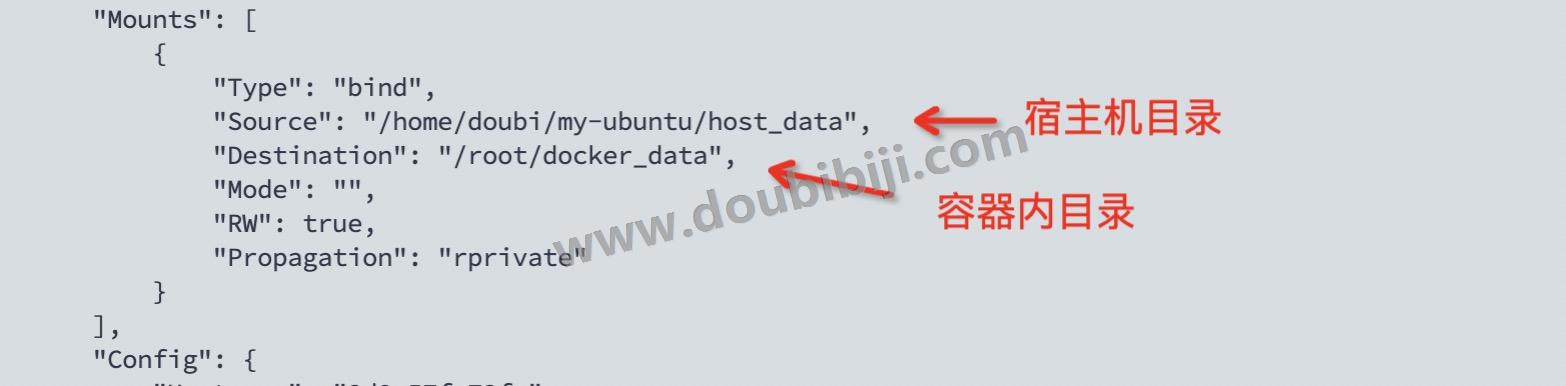 "Mounts": [
{
"Type": "bind",
"Source": "/home/doubi/my-ubuntu/host_data",
宿主机目录
"Destination": "/root/docker_data",
"Mode": "",
容器内目录
"RW": true,
"Propagation": "rprivate"
www.doubibiji.com
}
],
"Config": {